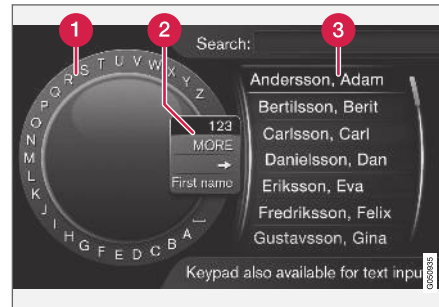 1
2
3
Search:
A B C D E F G H I J K L M N O P Q R S T U V W X Y Z
123
MORE
➔
First name
Andersson, Adam
Bertilsson, Berit
Carlsson, Carl
Danielsson, Dan
Eriksson, Eva
Fredriksson, Felix
Gustavsson, Gina
Keypad also available for text inpu
G050935